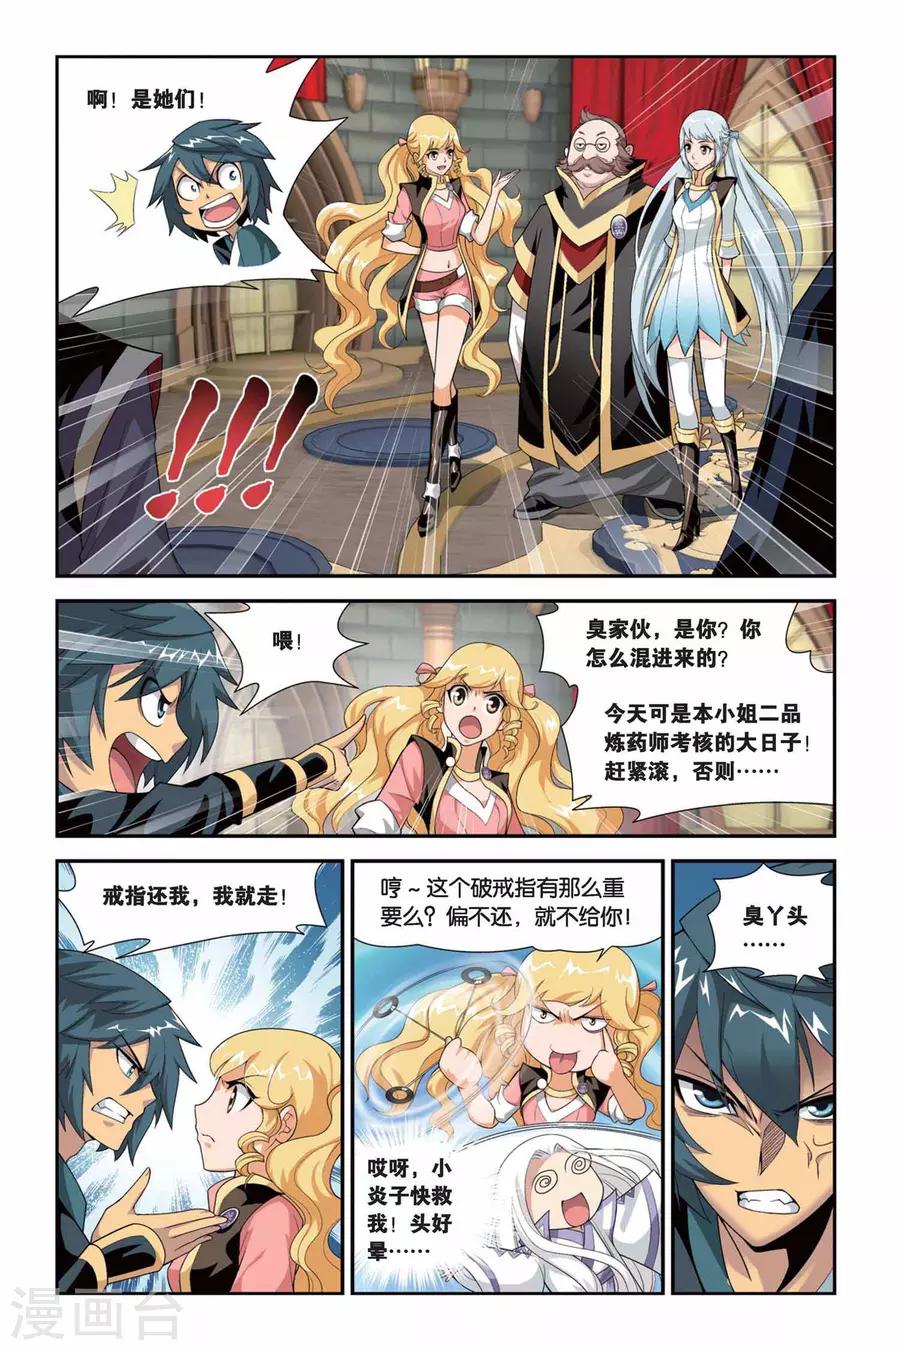 啊！是她们！
!!!
喂！
臭家伙，是你？你
怎么混进来的？
今天可是本小姐二品
炼药师考核的大日子！
赶紧滚，否则……
戒指还我，我就走！
哼～这个破戒指有那么重
要么？偏不还，就不给你！
哎呀，小
炎子快救
我！头好
晕……
臭丫头
……
漫画台